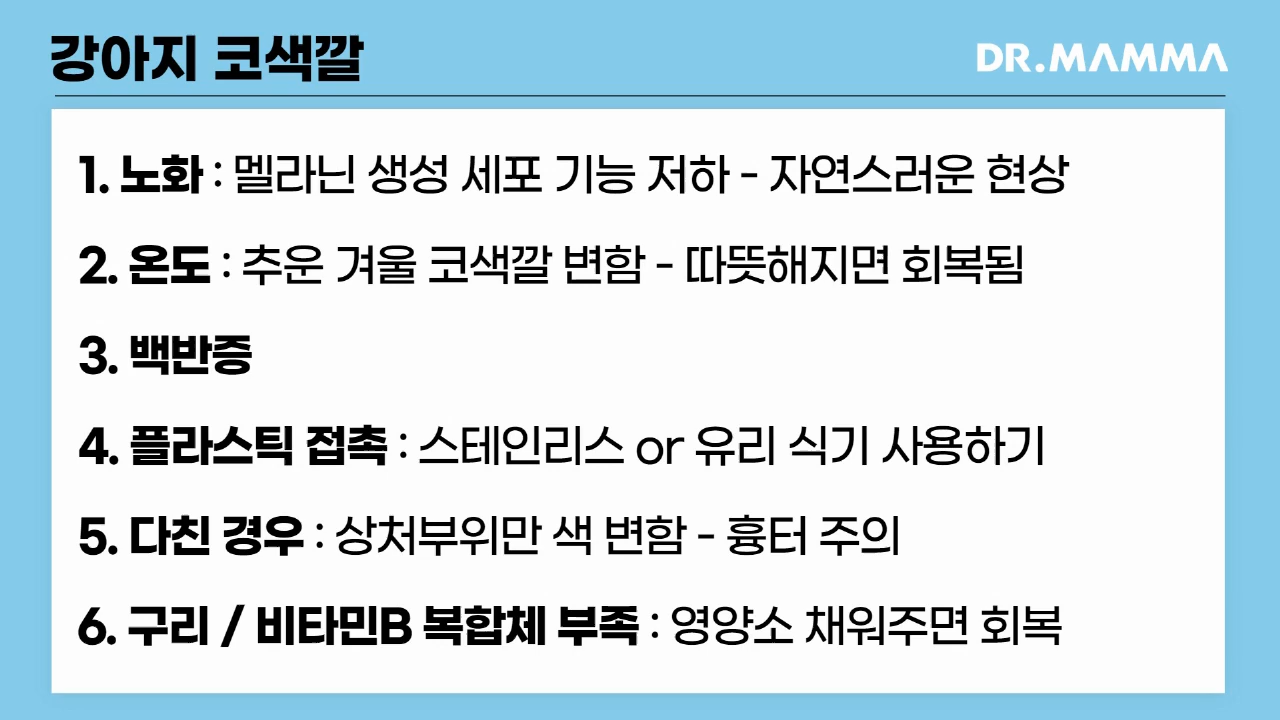 강아지 코색깔
DR.MAMMA
1. 노화 : 멜라닌 생성 세포 기능 저하 - 자연스러운 현상
2. 온도 : 추운 겨울 코색깔 변함 - 따뜻해지면 회복됨
3. 백반증
4. 플라스틱 접촉 : 스테인리스 or 유리 식기 사용하기
5. 다친 경우 : 상처부위만 색 변함 - 흉터 주의
6. 구리 / 비타민B 복합체 부족 : 영양소 채워주면 회복